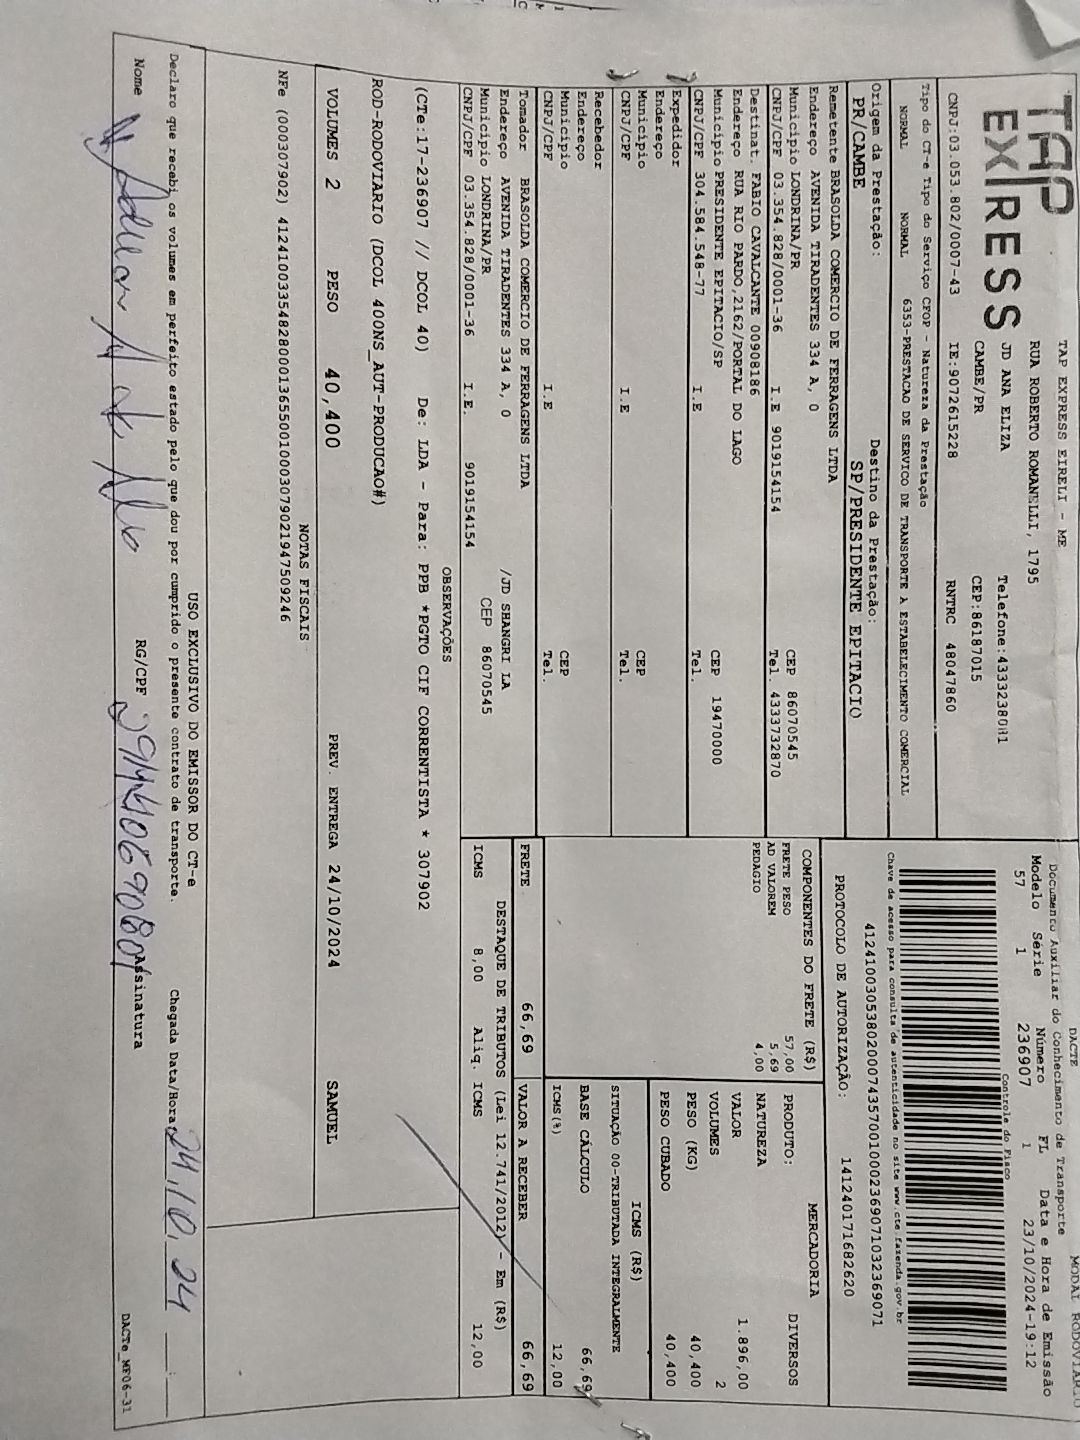 TAP EXPRESS
TAP EXPRESS EIRELI - ME
RUA ROBERTO ROMANELLI, 1795
JD ANA ELIZA Telefone:4333238081
CAMBE/PR CEP:86187015
CNPJ:03.053.802/0007-43 IE:9072615228 RNTRC 48047860
DACTE MODAL RODOVIARIO
Documento Auxiliar do Conhecimento de Transporte
Modelo Série Número FL Data e Hora de Emissão
57 1 236907 1 23/10/2024-19:12
Controle do Fisco
Chave de acesso para consulta de autenticidade no site www.cte.fazenda.gov.br
41241003053802000743570010002369071032369071
PROTOCOLO DE AUTORIZAÇÃO: 141240171682620
Tipo do CT-e Tipo do Serviço CFOP - Natureza da Prestação
NORMAL NORMAL 6353-PRESTACAO DE SERVICO DE TRANSPORTE A ESTABELECIMENTO COMERCIAL
Origem da Prestação: Destino da Prestação:
PR/CAMBE SP/PRESIDENTE EPITACIO
Remetente BRASOLDA COMERCIO DE FERRAGENS LTDA
Endereço AVENIDA TIRADENTES 334 A, 0
Município LONDRINA/PR CEP 86070545
CNPJ/CPF 03.354.828/0001-36 I.E 9019154154 Tel. 4333732870
Destinat. FABIO CAVALCANTE 00908186
Endereço RUA RIO PARDO,2162/PORTAL DO LAGO
Município PRESIDENTE EPITACIO/SP CEP 19470000
CNPJ/CPF 304.584.548-77 I.E Tel.
Expedidor
Endereço
Município CEP
CNPJ/CPF I.E Tel.
Recebedor
Endereço
Município CEP
CNPJ/CPF I.E Tel.
Tomador BRASOLDA COMERCIO DE FERRAGENS LTDA
Endereço AVENIDA TIRADENTES 334 A, 0 /JD SHANGRI LA
Município LONDRINA/PR CEP 86070545
CNPJ/CPF 03.354.828/0001-36 I.E. 9019154154
COMPONENTES DO FRETE (R$)
FRETE PESO 57,00
AD VALOREM 5,69
PEDAGIO 4,00
MERCADORIA
PRODUTO: DIVERSOS
NATUREZA
VALOR 1.896,00
VOLUMES 2
PESO (KG) 40,400
PESO CUBADO 40,400
ICMS (R$)
SITUAÇÃO 00-TRIBUTADA INTEGRALMENTE
BASE CÁLCULO 66,69
ICMS(%) 12,00
FRETE 66,69 VALOR A RECEBER 66,69
DESTAQUE DE TRIBUTOS (Lei 12.741/2012) - Em (R$)
ICMS 8,00 Aliq. ICMS 12,00
OBSERVAÇÕES
(CTe:17-236907 // DCOL 40) De: LDA - Para: PPB *PGTO CIF CORRENTISTA * 307902
ROD-RODOVIARIO (DCOL 40ONS_AUT-PRODUCAO#)
VOLUMES 2 PESO 40,400 PREV. ENTREGA 24/10/2024 SAMUEL
NOTAS FISCAIS
NFe (000307902) 41241003354828000136550010003079021947509246
USO EXCLUSIVO DO EMISSOR DO CT-e
Declaro que recebi os volumes em perfeito estado pelo que dou por cumprido o presente contrato de transporte. Chegada Data/Hora 24.10.24
Nome RG/CPF Assinatura
DACTe_MF06-31